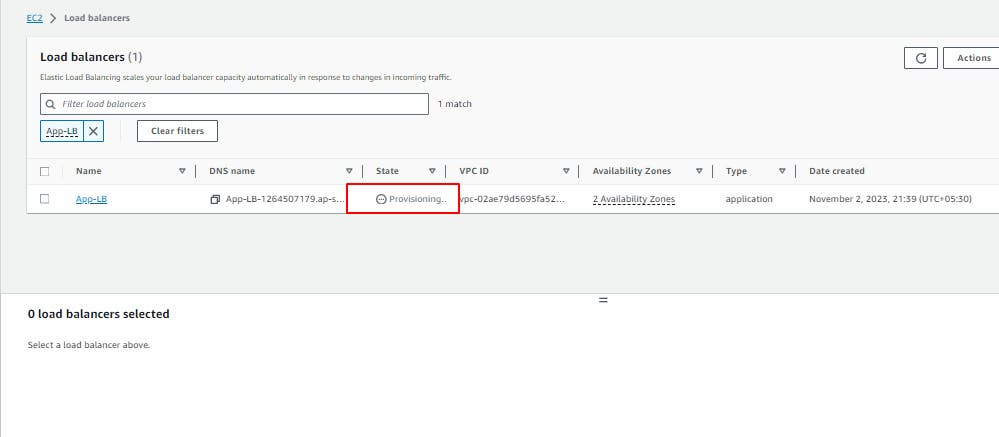 EC2 > Load balancers
Load balancers (1)
Elastic Load Balancing scales your load balancer capacity automatically in response to changes in incoming traffic.
Actions
Filter load balancers
1 match
App-LB
Clear filters
Name DNS name State VPC ID Availability Zones Type Date created
App-LB App-LB-1264507179.ap-s... Provisioning.. vpc-02ae79d5695fa52... 2 Availability Zones application November 2, 2023, 21:39 (UTC+05:30)
0 load balancers selected
Select a load balancer above.